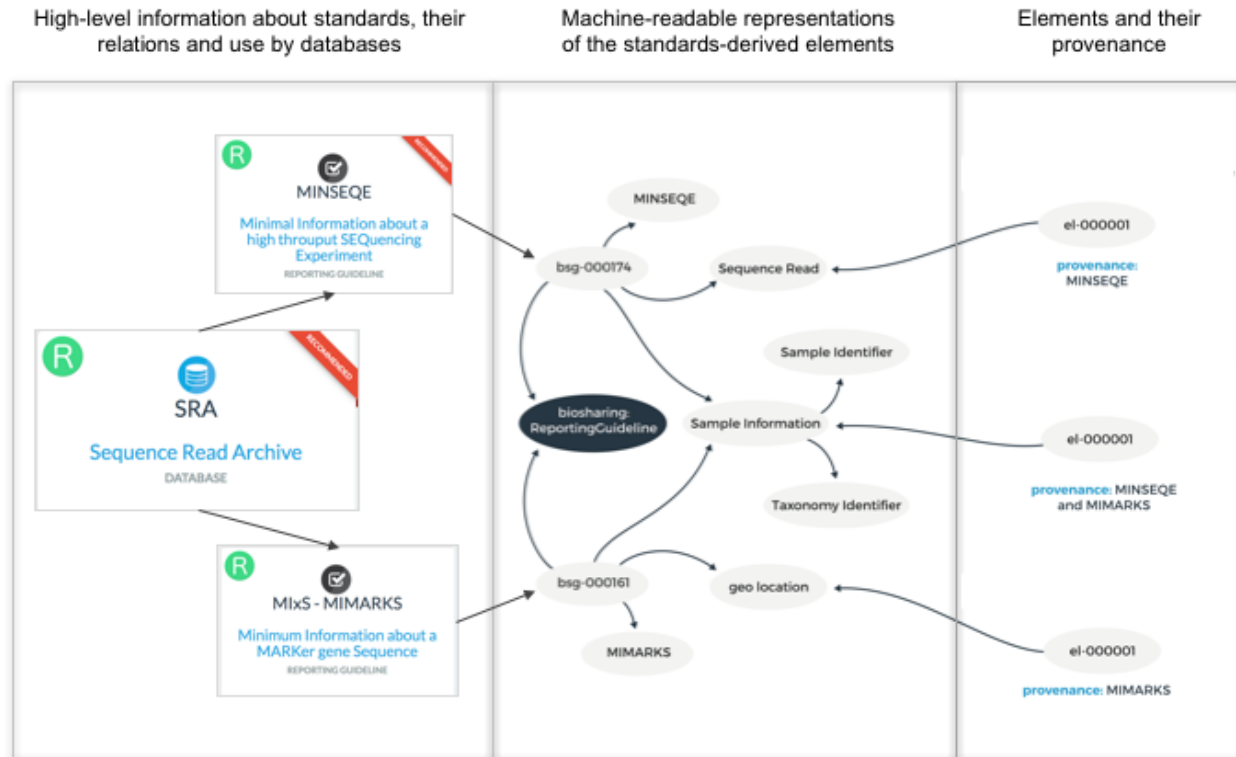 High-level information about standards, their
relations and use by databases
Machine-readable representations
of the standards-derived elements
Elements and their
provenance
R
RECOMMENDED
MINSEQE
Minimal Information about a
high throuput SEQuencing
Experiment
REPORTING GUIDELINE
R
RECOMMENDED
SRA
Sequence Read Archive
DATABASE
R
MIxS - MIMARKS
Minimum Information about a
MARKer gene Sequence
REPORTING GUIDELINE
MINSEQE
bsg-000174
Sequence Read
Sample Identifier
biosharing:
ReportingGuideline
Sample Information
Taxonomy Identifier
bsg-000161
geo location
MIMARKS
el-000001
provenance:
MINSEQE
el-000001
provenance: MINSEQE
and MIMARKS
el-000001
provenance: MIMARKS